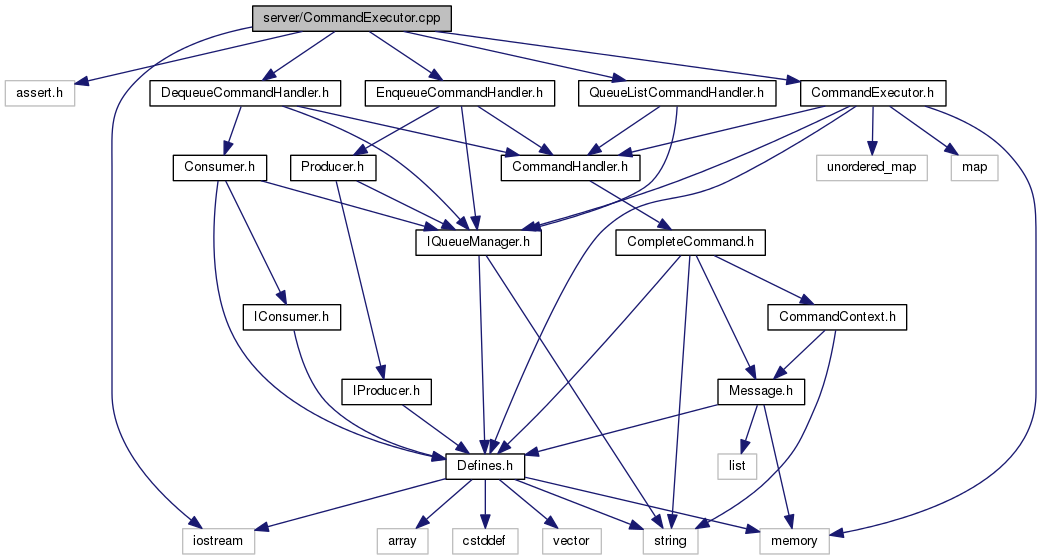 server/CommandExecutor.cpp
assert.h
DequeueCommandHandler.h
EnqueueCommandHandler.h
QueueListCommandHandler.h
CommandExecutor.h
Consumer.h
Producer.h
CommandHandler.h
unordered_map
map
IQueueManager.h
CompleteCommand.h
IConsumer.h
CommandContext.h
IProducer.h
Message.h
Defines.h
list
iostream
array
cstddef
vector
string
memory